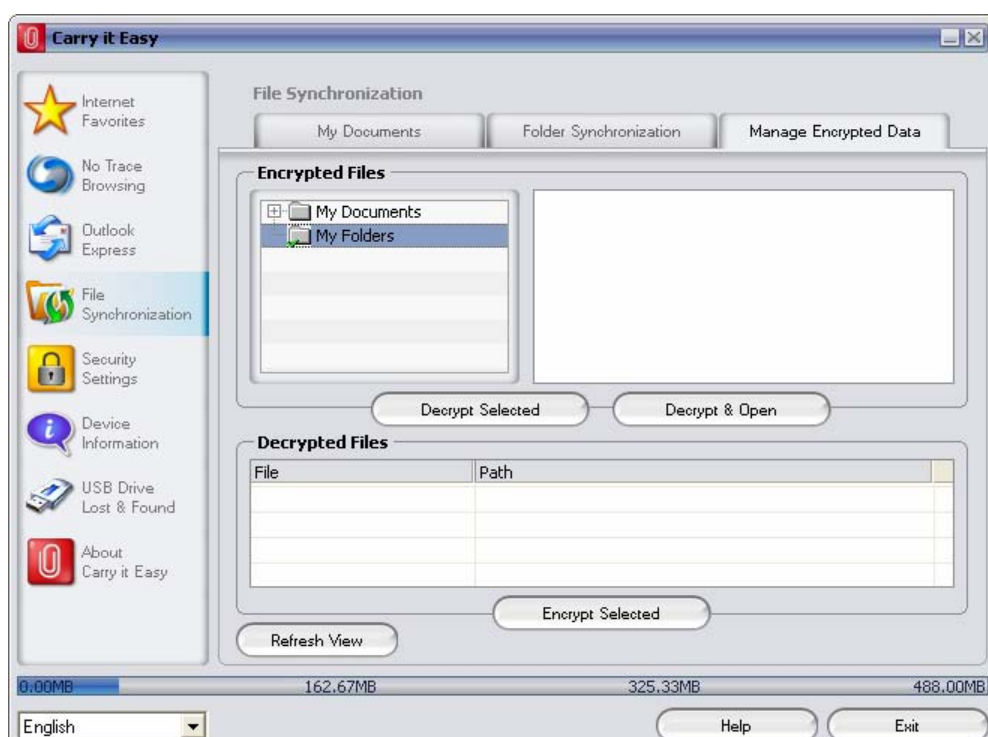 Carry it Easy
Internet
Favorites
No Trace
Browsing
Outlook
Express
File
Synchronization
Security
Settings
Device
Information
USB Drive
Lost & Found
About
Carry it Easy
File Synchronization
My Documents
Folder Synchronization
Manage Encrypted Data
Encrypted Files
My Documents
My Folders
Decrypt Selected
Decrypt & Open
Decrypted Files
File
Path
Encrypt Selected
Refresh View
0.00MB
162.67MB
325.33MB
488.00MB
English
Help
Exit